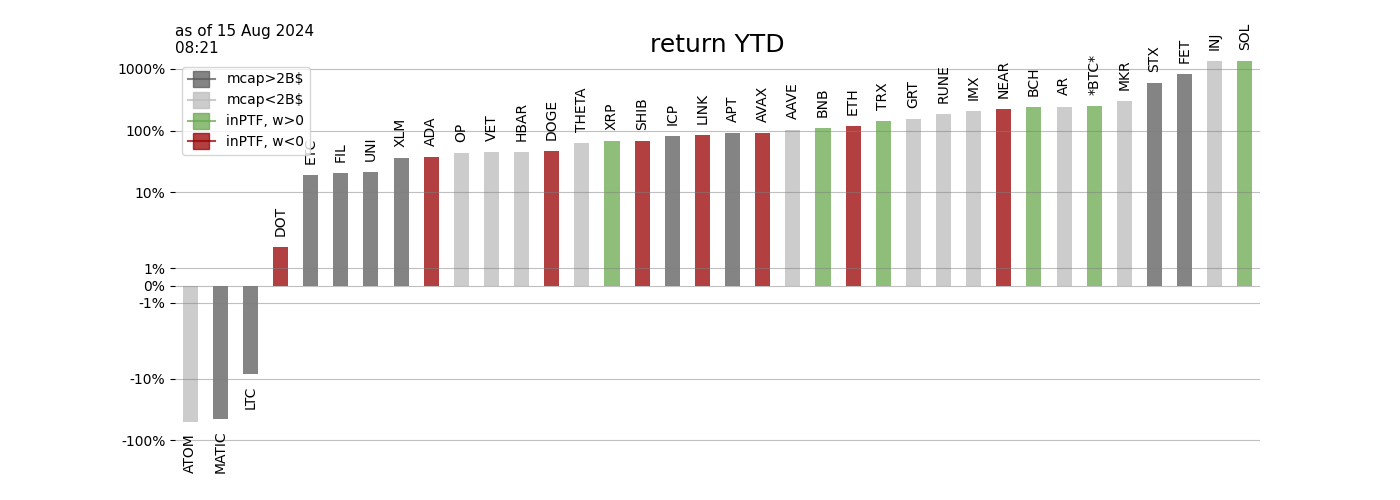 as of 15 Aug 2024
08:21
return YTD
mcap>2B$
mcap<2B$
inPTF, w>0
inPTF, w<0
1000%
100%
10%
1%
0%
-1%
-10%
-100%
ATOM
MATIC
LTC
DOT
ETC
FIL
UNI
XLM
ADA
OP
VET
HBAR
DOGE
THETA
XRP
SHIB
ICP
LINK
APT
AVAX
AAVE
BNB
ETH
TRX
GRT
RUNE
IMX
NEAR
BCH
AR
*BTC*
MKR
STX
FET
INJ
SOL